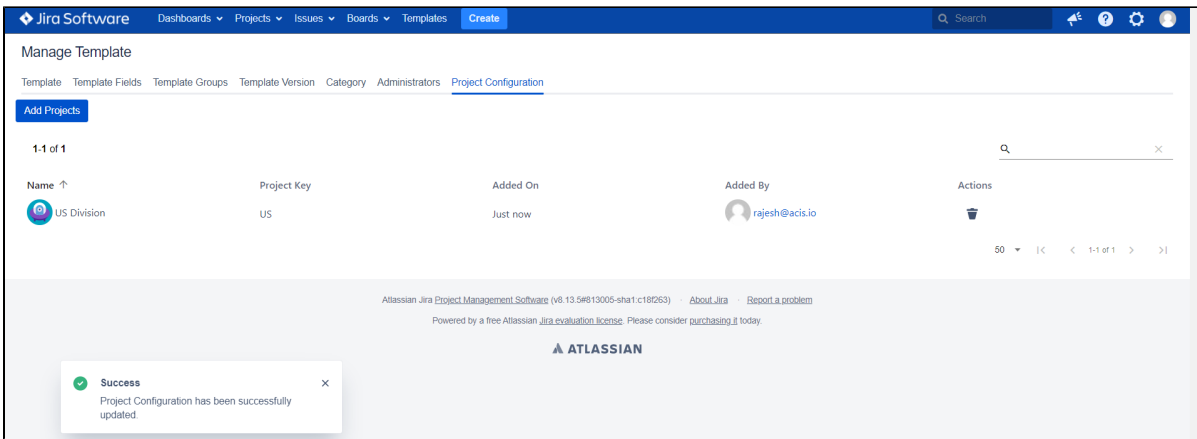 Jira Software Dashboards Projects Issues Boards Templates Create Search
Manage Template
Template Template Fields Template Groups Template Version Category Administrators Project Configuration
Add Projects
1-1 of 1
Name Project Key Added On Added By Actions
US Division US Just now rajesh@acis.io
50 1-1 of 1
Atlassian Jira Project Management Software (v8.13.5#813005-sha1:c18f263) · About Jira · Report a problem
Powered by a free Atlassian Jira evaluation license. Please consider purchasing it today.
ATLASSIAN
Success
Project Configuration has been successfully
updated.